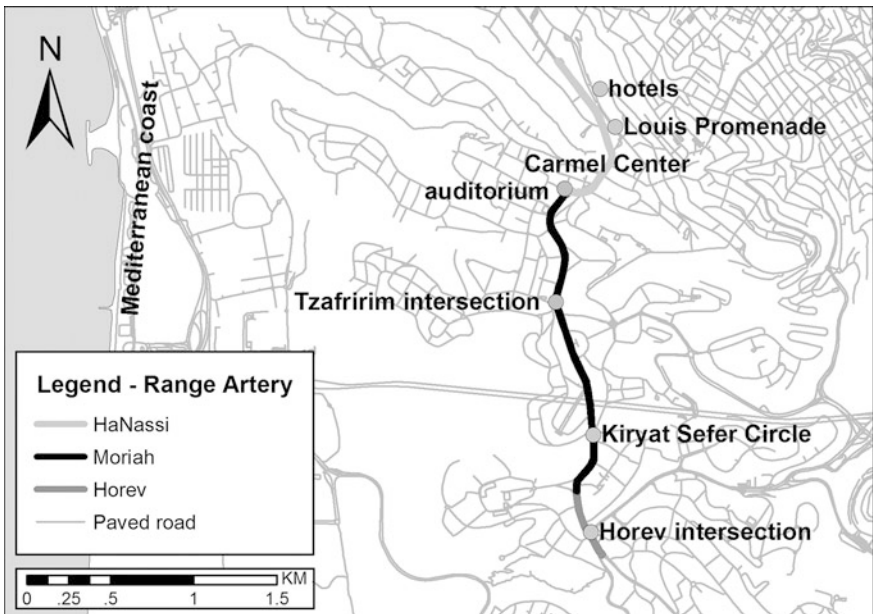 N
Mediterranean coast
hotels
Louis Promenade
Carmel Center
auditorium
Tzafririm intersection
Kiryat Sefer Circle
Horev intersection
Legend - Range Artery
HaNassi
Moriah
Horev
Paved road
KM
0 .25 .5 1 1.5